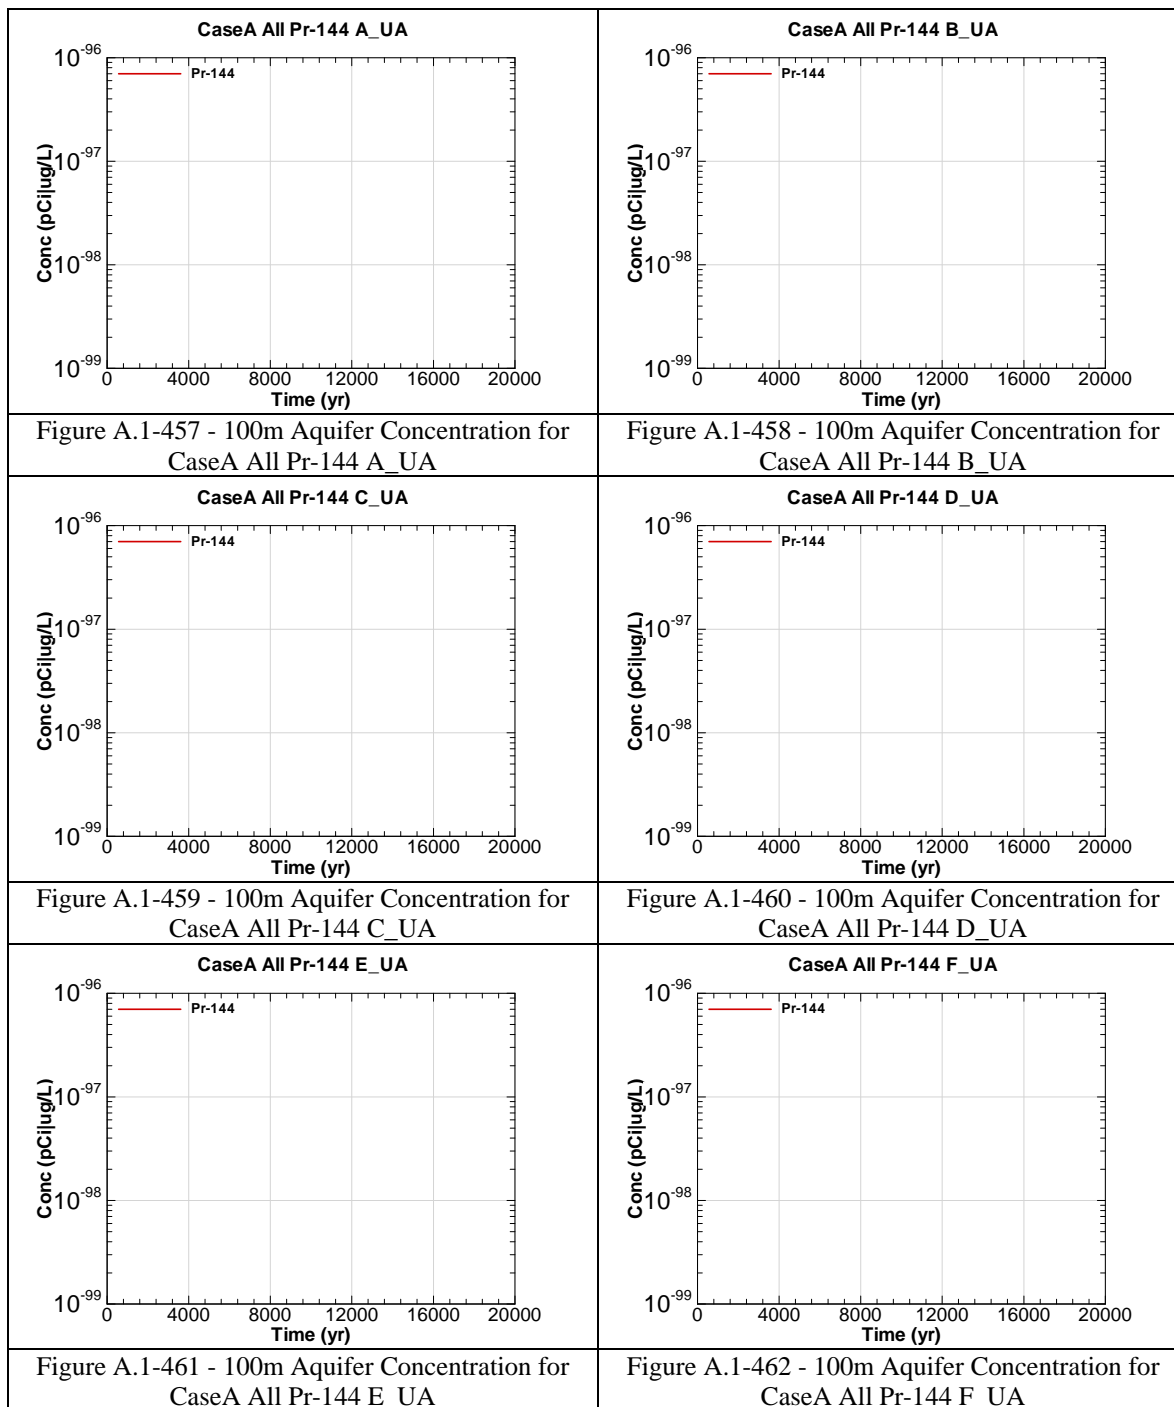 CaseA All Pr-144 A_UA
Pr-144
Conc (pCi|ug/L)
10-96
10-97
10-98
10-99
0 4000 8000 12000 16000 20000
Time (yr)
Figure A.1-457 - 100m Aquifer Concentration for
CaseA All Pr-144 A_UA
CaseA All Pr-144 B_UA
Pr-144
Conc (pCi|ug/L)
10-96
10-97
10-98
10-99
0 4000 8000 12000 16000 20000
Time (yr)
Figure A.1-458 - 100m Aquifer Concentration for
CaseA All Pr-144 B_UA
CaseA All Pr-144 C_UA
Pr-144
Conc (pCi|ug/L)
10-96
10-97
10-98
10-99
0 4000 8000 12000 16000 20000
Time (yr)
Figure A.1-459 - 100m Aquifer Concentration for
CaseA All Pr-144 C_UA
CaseA All Pr-144 D_UA
Pr-144
Conc (pCi|ug/L)
10-96
10-97
10-98
10-99
0 4000 8000 12000 16000 20000
Time (yr)
Figure A.1-460 - 100m Aquifer Concentration for
CaseA All Pr-144 D_UA
CaseA All Pr-144 E_UA
Pr-144
Conc (pCi|ug/L)
10-96
10-97
10-98
10-99
0 4000 8000 12000 16000 20000
Time (yr)
Figure A.1-461 - 100m Aquifer Concentration for
CaseA All Pr-144 E_UA
CaseA All Pr-144 F_UA
Pr-144
Conc (pCi|ug/L)
10-96
10-97
10-98
10-99
0 4000 8000 12000 16000 20000
Time (yr)
Figure A.1-462 - 100m Aquifer Concentration for
CaseA All Pr-144 F_UA